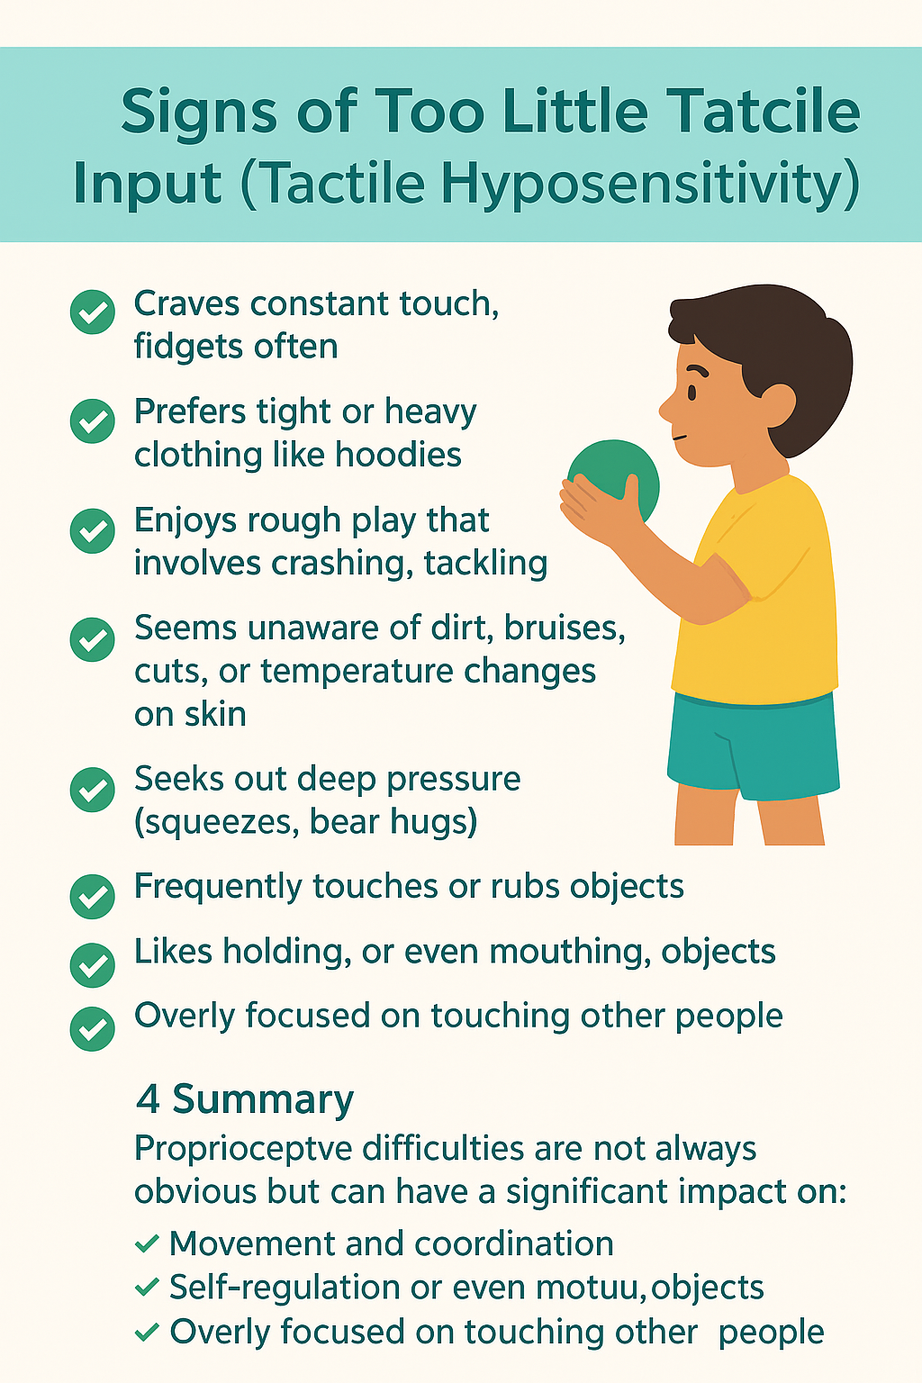 Signs of Too Little Tatcile
Input (Tactile Hyposensitivity)
Craves constant touch,
fidgets often
Prefers tight or heavy
clothing like hoodies
Enjoys rough play that
involves crashing, tackling
Seems unaware of dirt, bruises,
cuts, or temperature changes
on skin
Seeks out deep pressure
(squeezes, bear hugs)
Frequently touches or rubs objects
Likes holding, or even mouthing, objects
Overly focused on touching other people
4 Summary
Proprioceptve difficulties are not always
obvious but can have a significant impact on:
Movement and coordination
Self-regulation or even motuu, objects
Overly focused on touching other people